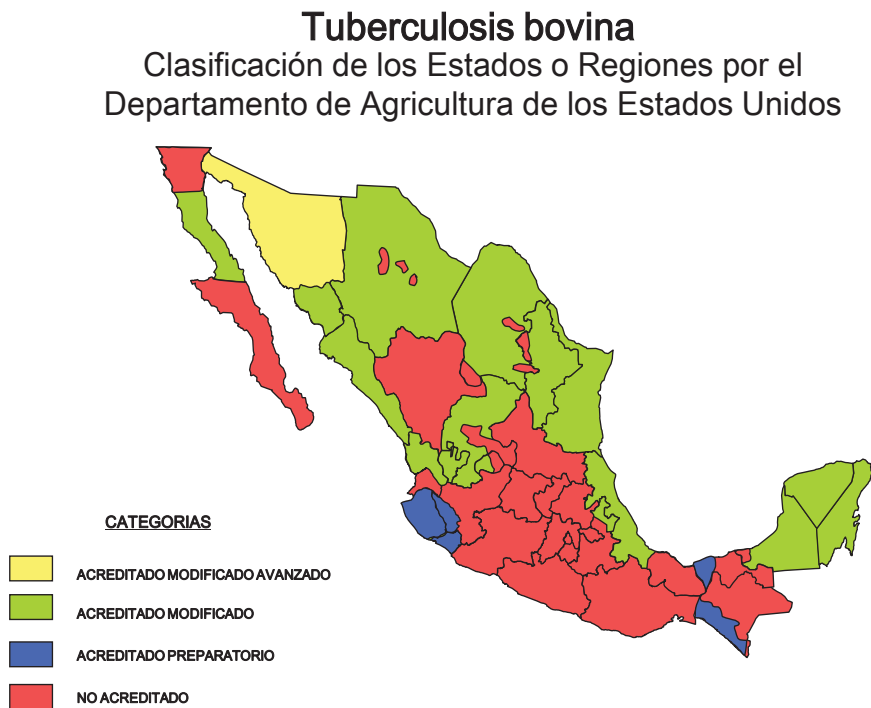 Tuberculosis bovina
Clasificación de los Estados o Regiones por el
Departamento de Agricultura de los Estados Unidos
CATEGORIAS
ACREDITADO MODIFICADO AVANZADO
ACREDITADO MODIFICADO
ACREDITADO PREPARATORIO
NO ACREDITADO